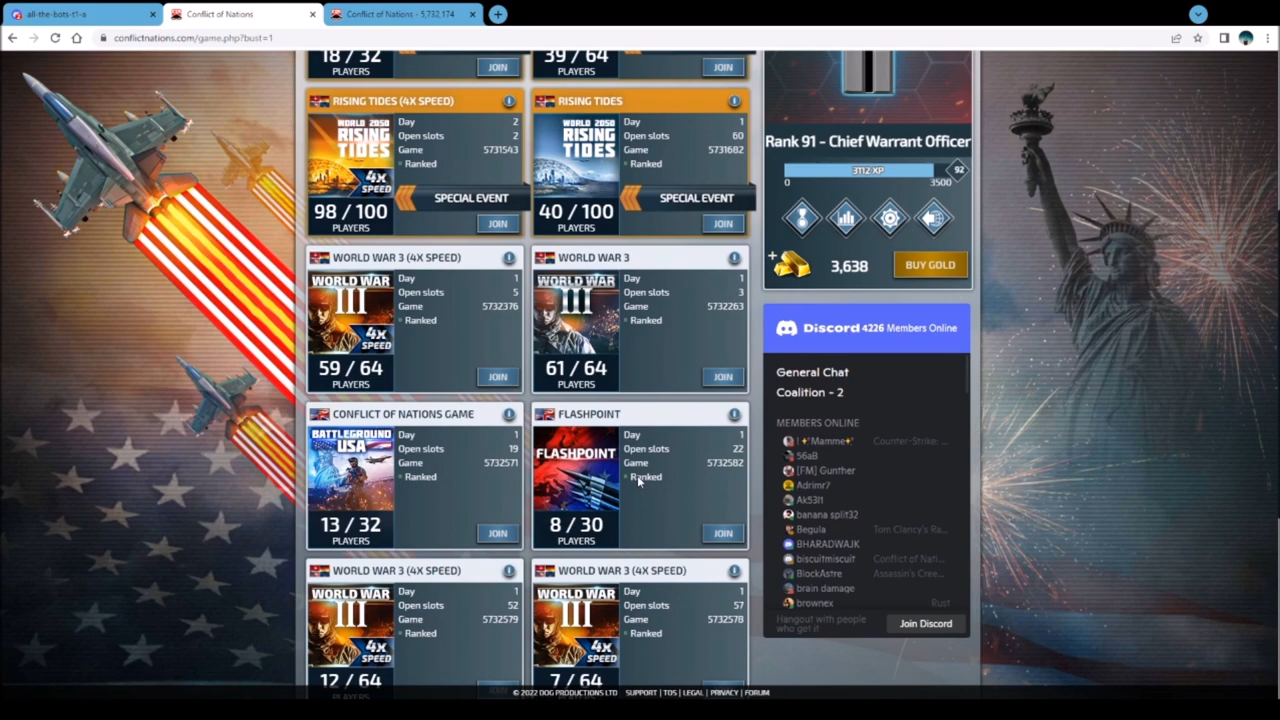 all-the-bots-t1-a
Conflict of Nations
Conflict of Nations - 5,732,174
conflictnations.com/game.php?bust=1
18 / 32
PLAYERS
JOIN
39 / 64
PLAYERS
JOIN
RISING TIDES (4X SPEED)
WORLD 2050
RISING
TIDES
4X
SPEED
Day 2
Open slots 2
Game 5731543
Ranked
SPECIAL EVENT
98 / 100
PLAYERS
JOIN
RISING TIDES
WORLD 2050
RISING
TIDES
Day 1
Open slots 60
Game 5731682
Ranked
SPECIAL EVENT
40 / 100
PLAYERS
JOIN
WORLD WAR 3 (4X SPEED)
WORLD WAR
III
4X
SPEED
Day 1
Open slots 5
Game 5732376
Ranked
59 / 64
PLAYERS
JOIN
WORLD WAR 3
WORLD WAR
III
Day 1
Open slots 3
Game 5732263
Ranked
61 / 64
PLAYERS
JOIN
CONFLICT OF NATIONS GAME
BATTLEGROUND
USA
Day 1
Open slots 19
Game 5732571
Ranked
13 / 32
PLAYERS
JOIN
FLASHPOINT
FLASHPOINT
Day 1
Open slots 22
Game 5732582
Ranked
8 / 30
PLAYERS
JOIN
WORLD WAR 3 (4X SPEED)
WORLD WAR
III
4X
SPEED
Day 1
Open slots 52
Game 5732579
Ranked
12 / 64
PLAYERS
JOIN
WORLD WAR 3 (4X SPEED)
WORLD WAR
III
4X
SPEED
Day 1
Open slots 57
Game 5732578
Ranked
7 / 64
PLAYERS
JOIN
Rank 91 - Chief Warrant Officer
3112 XP
92
0 3500
3,638
BUY GOLD
Discord 4226 Members Online
General Chat
Coalition - 2
MEMBERS ONLINE
! ✨Mamme✨ Counter-Strike: ...
56aB
[FM] Gunther
Adrimr7
Ak53l1
banana split32
Begula Tom Clancy's Ra...
BHARADWAJK
biscuitmiscuit Conflict of Nati...
BlockAstre Assassin's Cree...
brain damage
brownex Rust
Hangout with people
who get it
Join Discord
© 2022 DOG PRODUCTIONS LTD SUPPORT | TOS | LEGAL | PRIVACY | FORUM